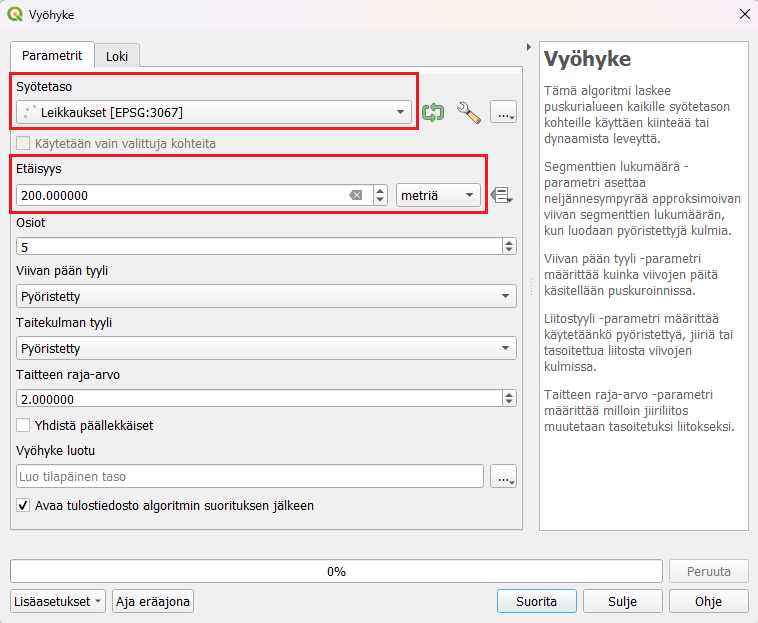 Vyöhyke
Parametrit
Loki
Syötetaso
Leikkaukset [EPSG:3067]
...
Käytetään vain valittuja kohteita
Etäisyys
200.000000
metriä
Osiot
5
Viivan pään tyyli
Pyöristetty
Taitekulman tyyli
Pyöristetty
Taitteen raja-arvo
2.000000
Yhdistä päällekkäiset
Vyöhyke luotu
Luo tilapäinen taso
...
Avaa tulostiedosto algoritmin suorituksen jälkeen
Vyöhyke
Tämä algoritmi laskee
puskurialueen kaikille syötetason
kohteille käyttäen kiinteää tai
dynaamista leveyttä.
Segmenttien lukumäärä -
parametri asettaa
neljännesympyrää approksimoivan
viivan segmenttien lukumäärän,
kun luodaan pyöristettyjä kulmia.
Viivan pään tyyli -parametri
määrittää kuinka viivojen päitä
käsitellään puskuroinnissa.
Liitostyyli -parametri määrittää
käytetäänkö pyöristettyä, jiiriä tai
tasoitettua liitosta viivojen
kulmissa.
Taitteen raja-arvo -parametri
määrittää milloin jiiriliitos
muutetaan tasoitetuksi liitokseksi.
0%
Peruuta
Lisäasetukset
Aja eräajona
Suorita
Sulje
Ohje